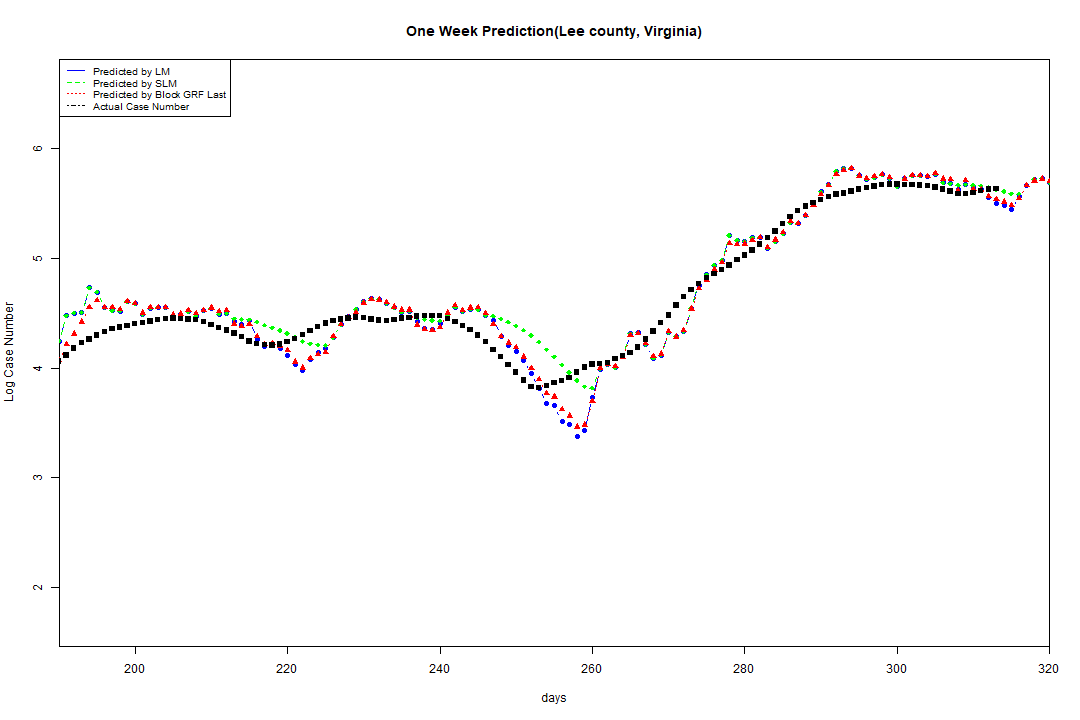 One Week Prediction(Lee county, Virginia)
Predicted by LM
Predicted by SLM
Predicted by Block GRF Last
Actual Case Number
6
5
4
3
2
Log Case Number
200 220 240 260 280 300 320
days